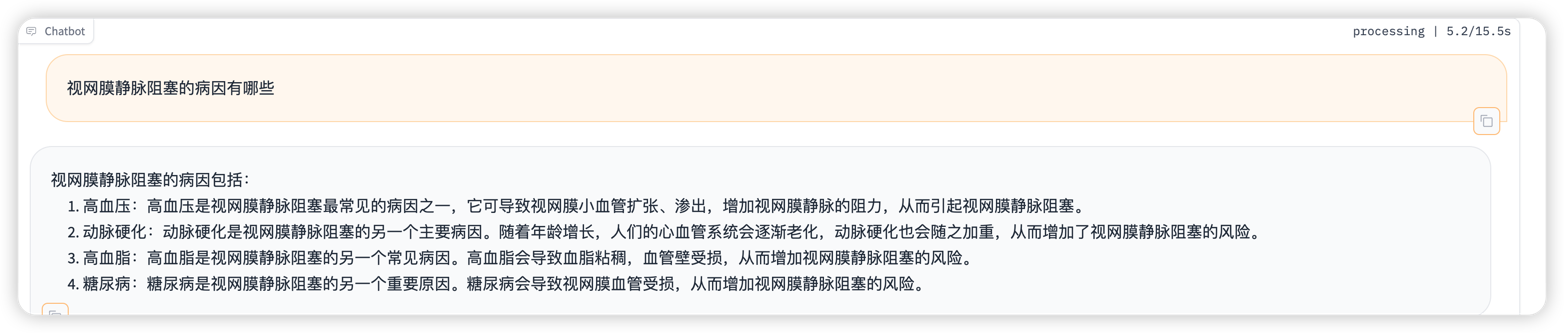 Chatbot
processing | 5.2/15.5s
视网膜静脉阻塞的病因有哪些
视网膜静脉阻塞的病因包括：
1. 高血压：高血压是视网膜静脉阻塞最常见的病因之一，它可导致视网膜小血管扩张、渗出，增加视网膜静脉的阻力，从而引起视网膜静脉阻塞。
2. 动脉硬化：动脉硬化是视网膜静脉阻塞的另一个主要病因。随着年龄增长，人们的心血管系统会逐渐老化，动脉硬化也会随之加重，从而增加了视网膜静脉阻塞的风险。
3. 高血脂：高血脂是视网膜静脉阻塞的另一个常见病因。高血脂会导致血脂粘稠，血管壁受损，从而增加视网膜静脉阻塞的风险。
4. 糖尿病：糖尿病是视网膜静脉阻塞的另一个重要原因。糖尿病会导致视网膜血管受损，从而增加视网膜静脉阻塞的风险。